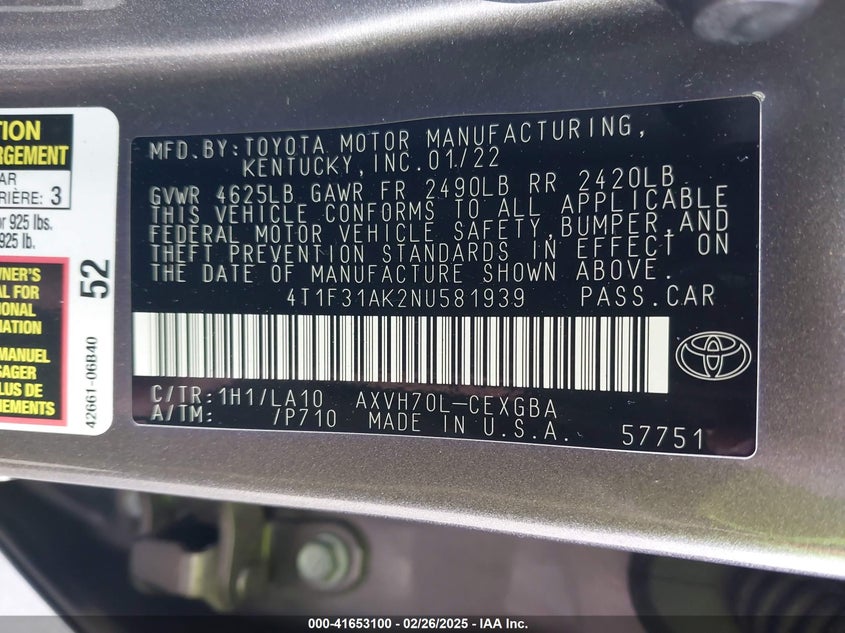 TION
RGEMENT
AR
RIÈRE: 3
r 925 lbs.
925 lb.
WNER'S
AL FOR
IONAL
ATION
MANUEL
SAGER
LUS DE
NEMENTS
52
42661-06B40
MFD.BY:TOYOTA MOTOR MANUFACTURING,
KENTUCKY,INC.01/22
GVWR 4625LB GAWR FR 2490LB RR 2420LB
THIS VEHICLE CONFORMS TO ALL APPLICABLE
FEDERAL MOTOR VEHICLE SAFETY,BUMPER,AND
THEFT PREVENTION STANDARDS IN EFFECT ON
THE DATE OF MANUFACTURE SHOWN ABOVE.
4T1F31AK2NU581939 PASS.CAR
C/TR:1H1/LA10 AXVH70L-CEXGBA
A/TM: /P710 MADE IN U.S.A. 57751
000-41653100 - 02/26/2025 - IAA Inc.